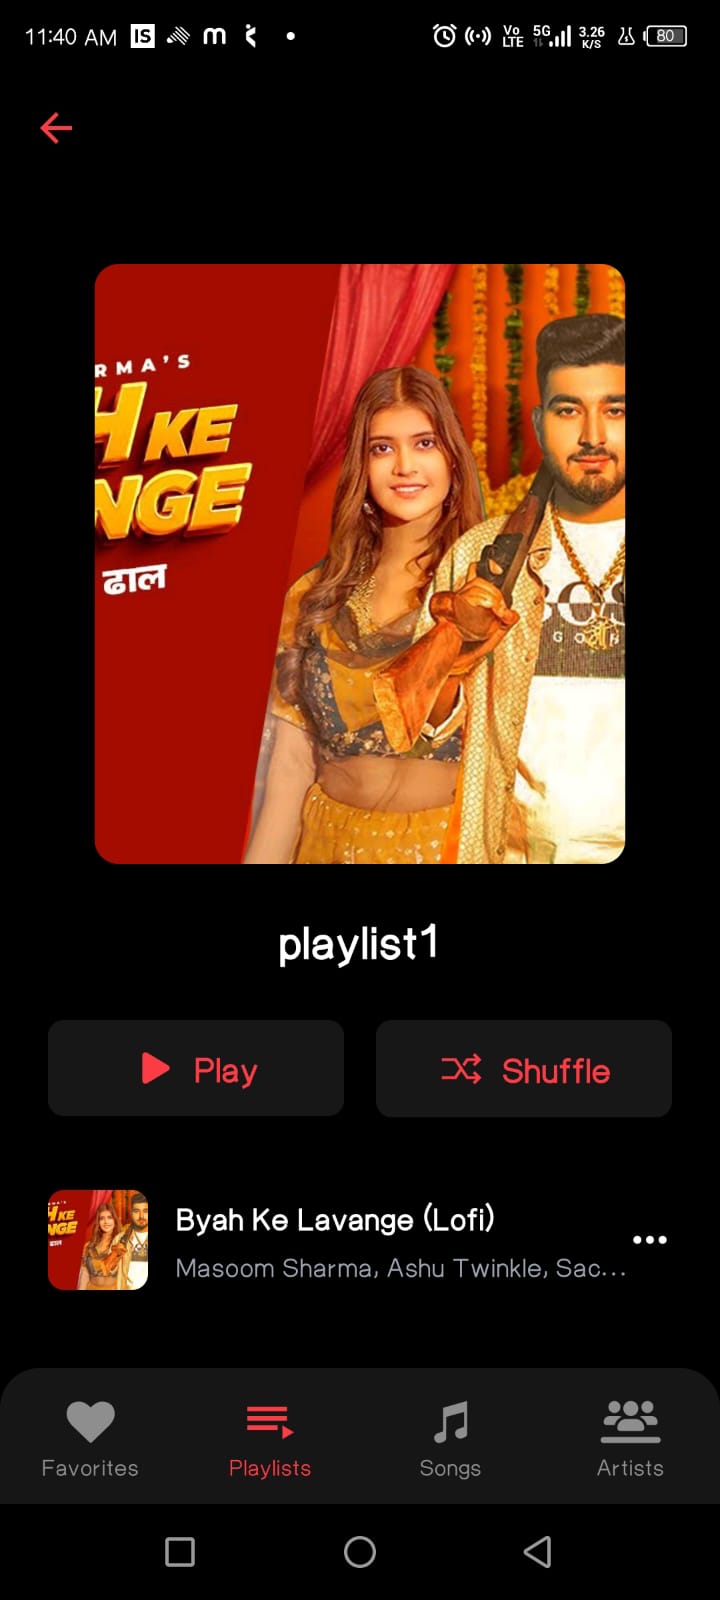 11:40 AM IS m Vo LTE 5G 3.26 K/S 80
RMA'S
H KE
NGE
ढाल
playlist1
Play
Shuffle
Byah Ke Lavange (Lofi)
Masoom Sharma, Ashu Twinkle, Sac...
Favorites
Playlists
Songs
Artists